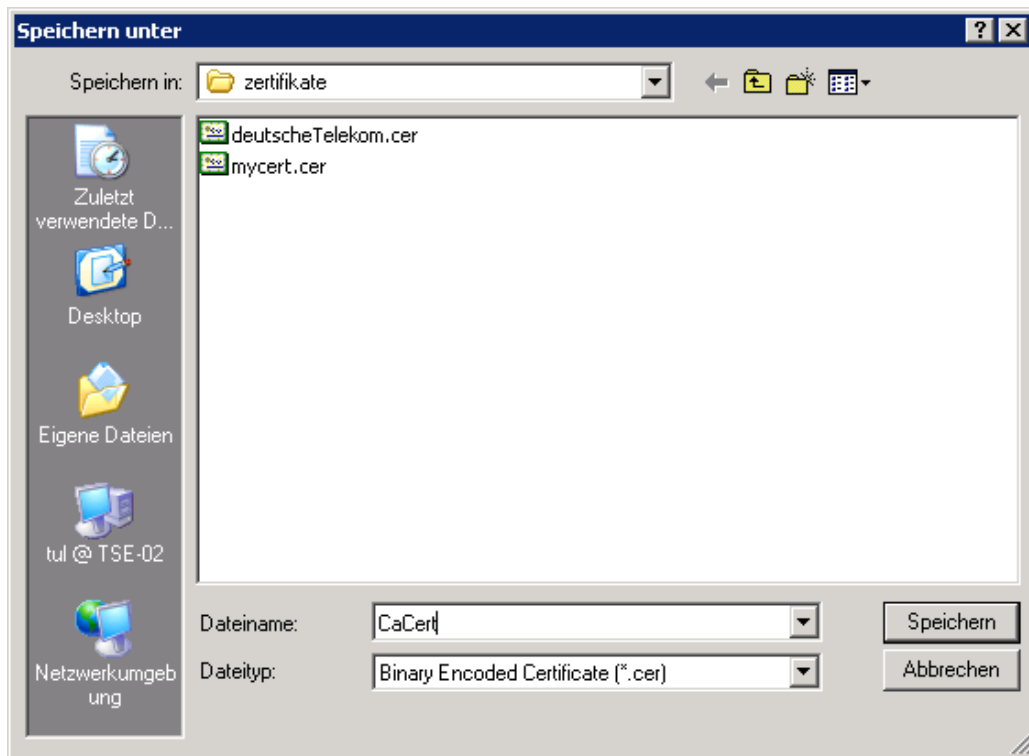 Speichern unter
Speichern in:
zertifikate
deutscheTelekom.cer
mycert.cer
Zuletzt
verwendete D...
Desktop
Eigene Dateien
tul @ TSE-02
Netzwerkumgeb
ung
Dateiname:
CaCert
Speichern
Dateityp:
Binary Encoded Certificate (*.cer)
Abbrechen